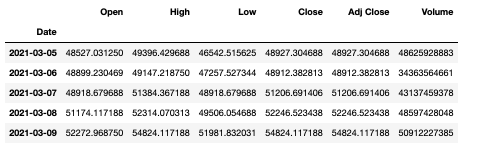 Open High Low Close Adj Close Volume
Date
2021-03-05 48527.031250 49396.429688 46542.515625 48927.304688 48927.304688 48625928883
2021-03-06 48899.230469 49147.218750 47257.527344 48912.382813 48912.382813 34363564661
2021-03-07 48918.679688 51384.367188 48918.679688 51206.691406 51206.691406 43137459378
2021-03-08 51174.117188 52314.070313 49506.054688 52246.523438 52246.523438 48597428048
2021-03-09 52272.968750 54824.117188 51981.832031 54824.117188 54824.117188 50912227385